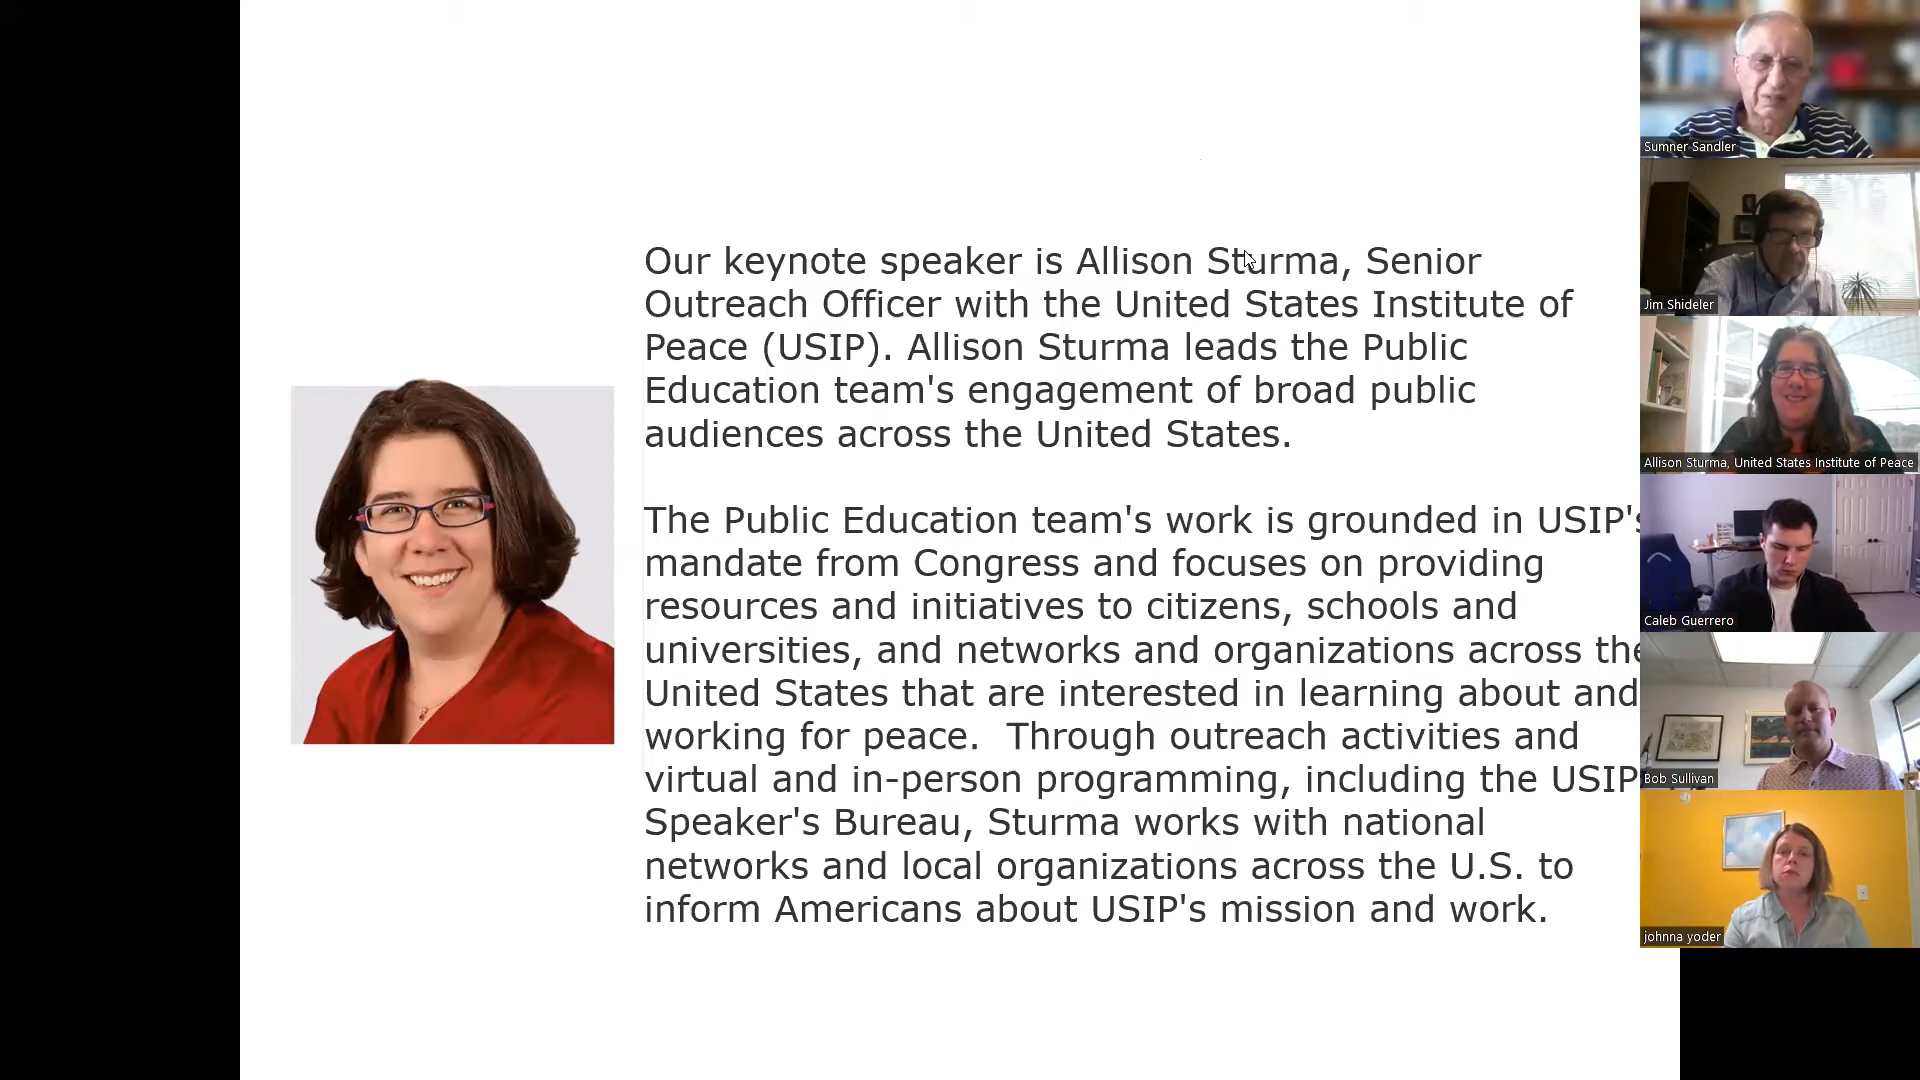 Our keynote speaker is Allison Sturma, Senior
Outreach Officer with the United States Institute of
Peace (USIP). Allison Sturma leads the Public
Education team's engagement of broad public
audiences across the United States.
The Public Education team's work is grounded in USIP's
mandate from Congress and focuses on providing
resources and initiatives to citizens, schools and
universities, and networks and organizations across the
United States that are interested in learning about and
working for peace.  Through outreach activities and
virtual and in-person programming, including the USIP
Speaker's Bureau, Sturma works with national
networks and local organizations across the U.S. to
inform Americans about USIP's mission and work.
Sumner Sandler
Jim Shideler
Allison Sturma, United States Institute of Peace
Caleb Guerrero
Bob Sullivan
johnna yoder